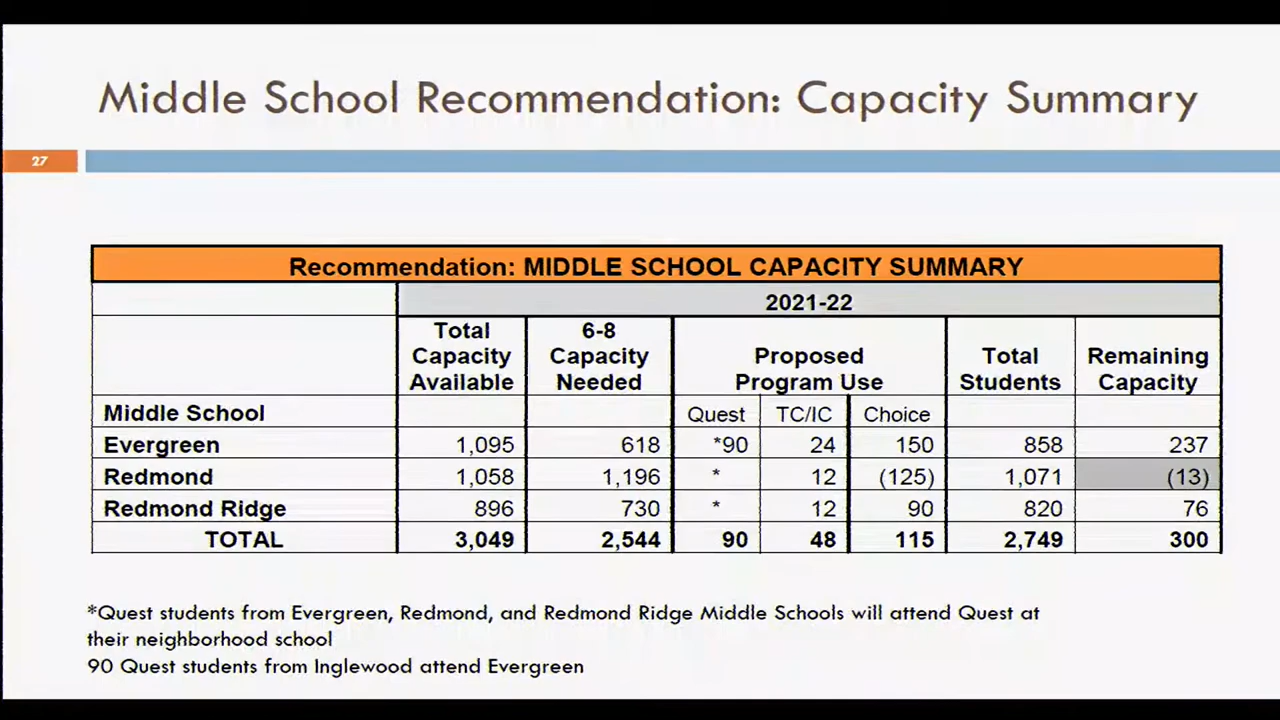 Middle School Recommendation: Capacity Summary
27
Recommendation: MIDDLE SCHOOL CAPACITY SUMMARY
2021-22
Total Capacity Available 6-8 Capacity Needed Proposed Program Use Total Students Remaining Capacity
Middle School Quest TC/IC Choice
Evergreen 1,095 618 *90 24 150 858 237
Redmond 1,058 1,196 * 12 (125) 1,071 (13)
Redmond Ridge 896 730 * 12 90 820 76
TOTAL 3,049 2,544 90 48 115 2,749 300
*Quest students from Evergreen, Redmond, and Redmond Ridge Middle Schools will attend Quest at
their neighborhood school
90 Quest students from Inglewood attend Evergreen